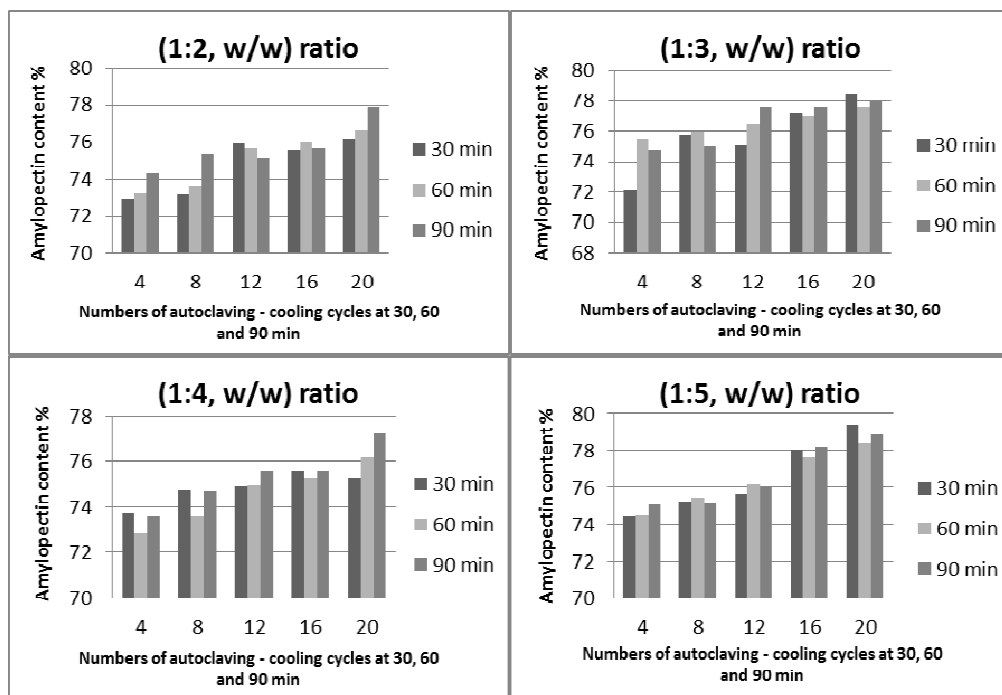 (1:2, w/w) ratio
Amylopectin content %
80
78
76
74
72
70
4 8 12 16 20
Numbers of autoclaving - cooling cycles at 30, 60
and 90 min
30 min
60 min
90 min
(1:3, w/w) ratio
Amylopectin content %
80
78
76
74
72
70
68
4 8 12 16 20
Numbers of autoclaving - cooling cycles at 30, 60
and 90 min
30 min
60 min
90 min
(1:4, w/w) ratio
Amylopectin content %
78
76
74
72
70
4 8 12 16 20
Numbers of autoclaving - cooling cycles at 30, 60
and 90 min
30 min
60 min
90 min
(1:5, w/w) ratio
Amylopectin content %
80
78
76
74
72
70
4 8 12 16 20
Numbers of autoclaving - cooling cycles at 30, 60
and 90 min
30 min
60 min
90 min